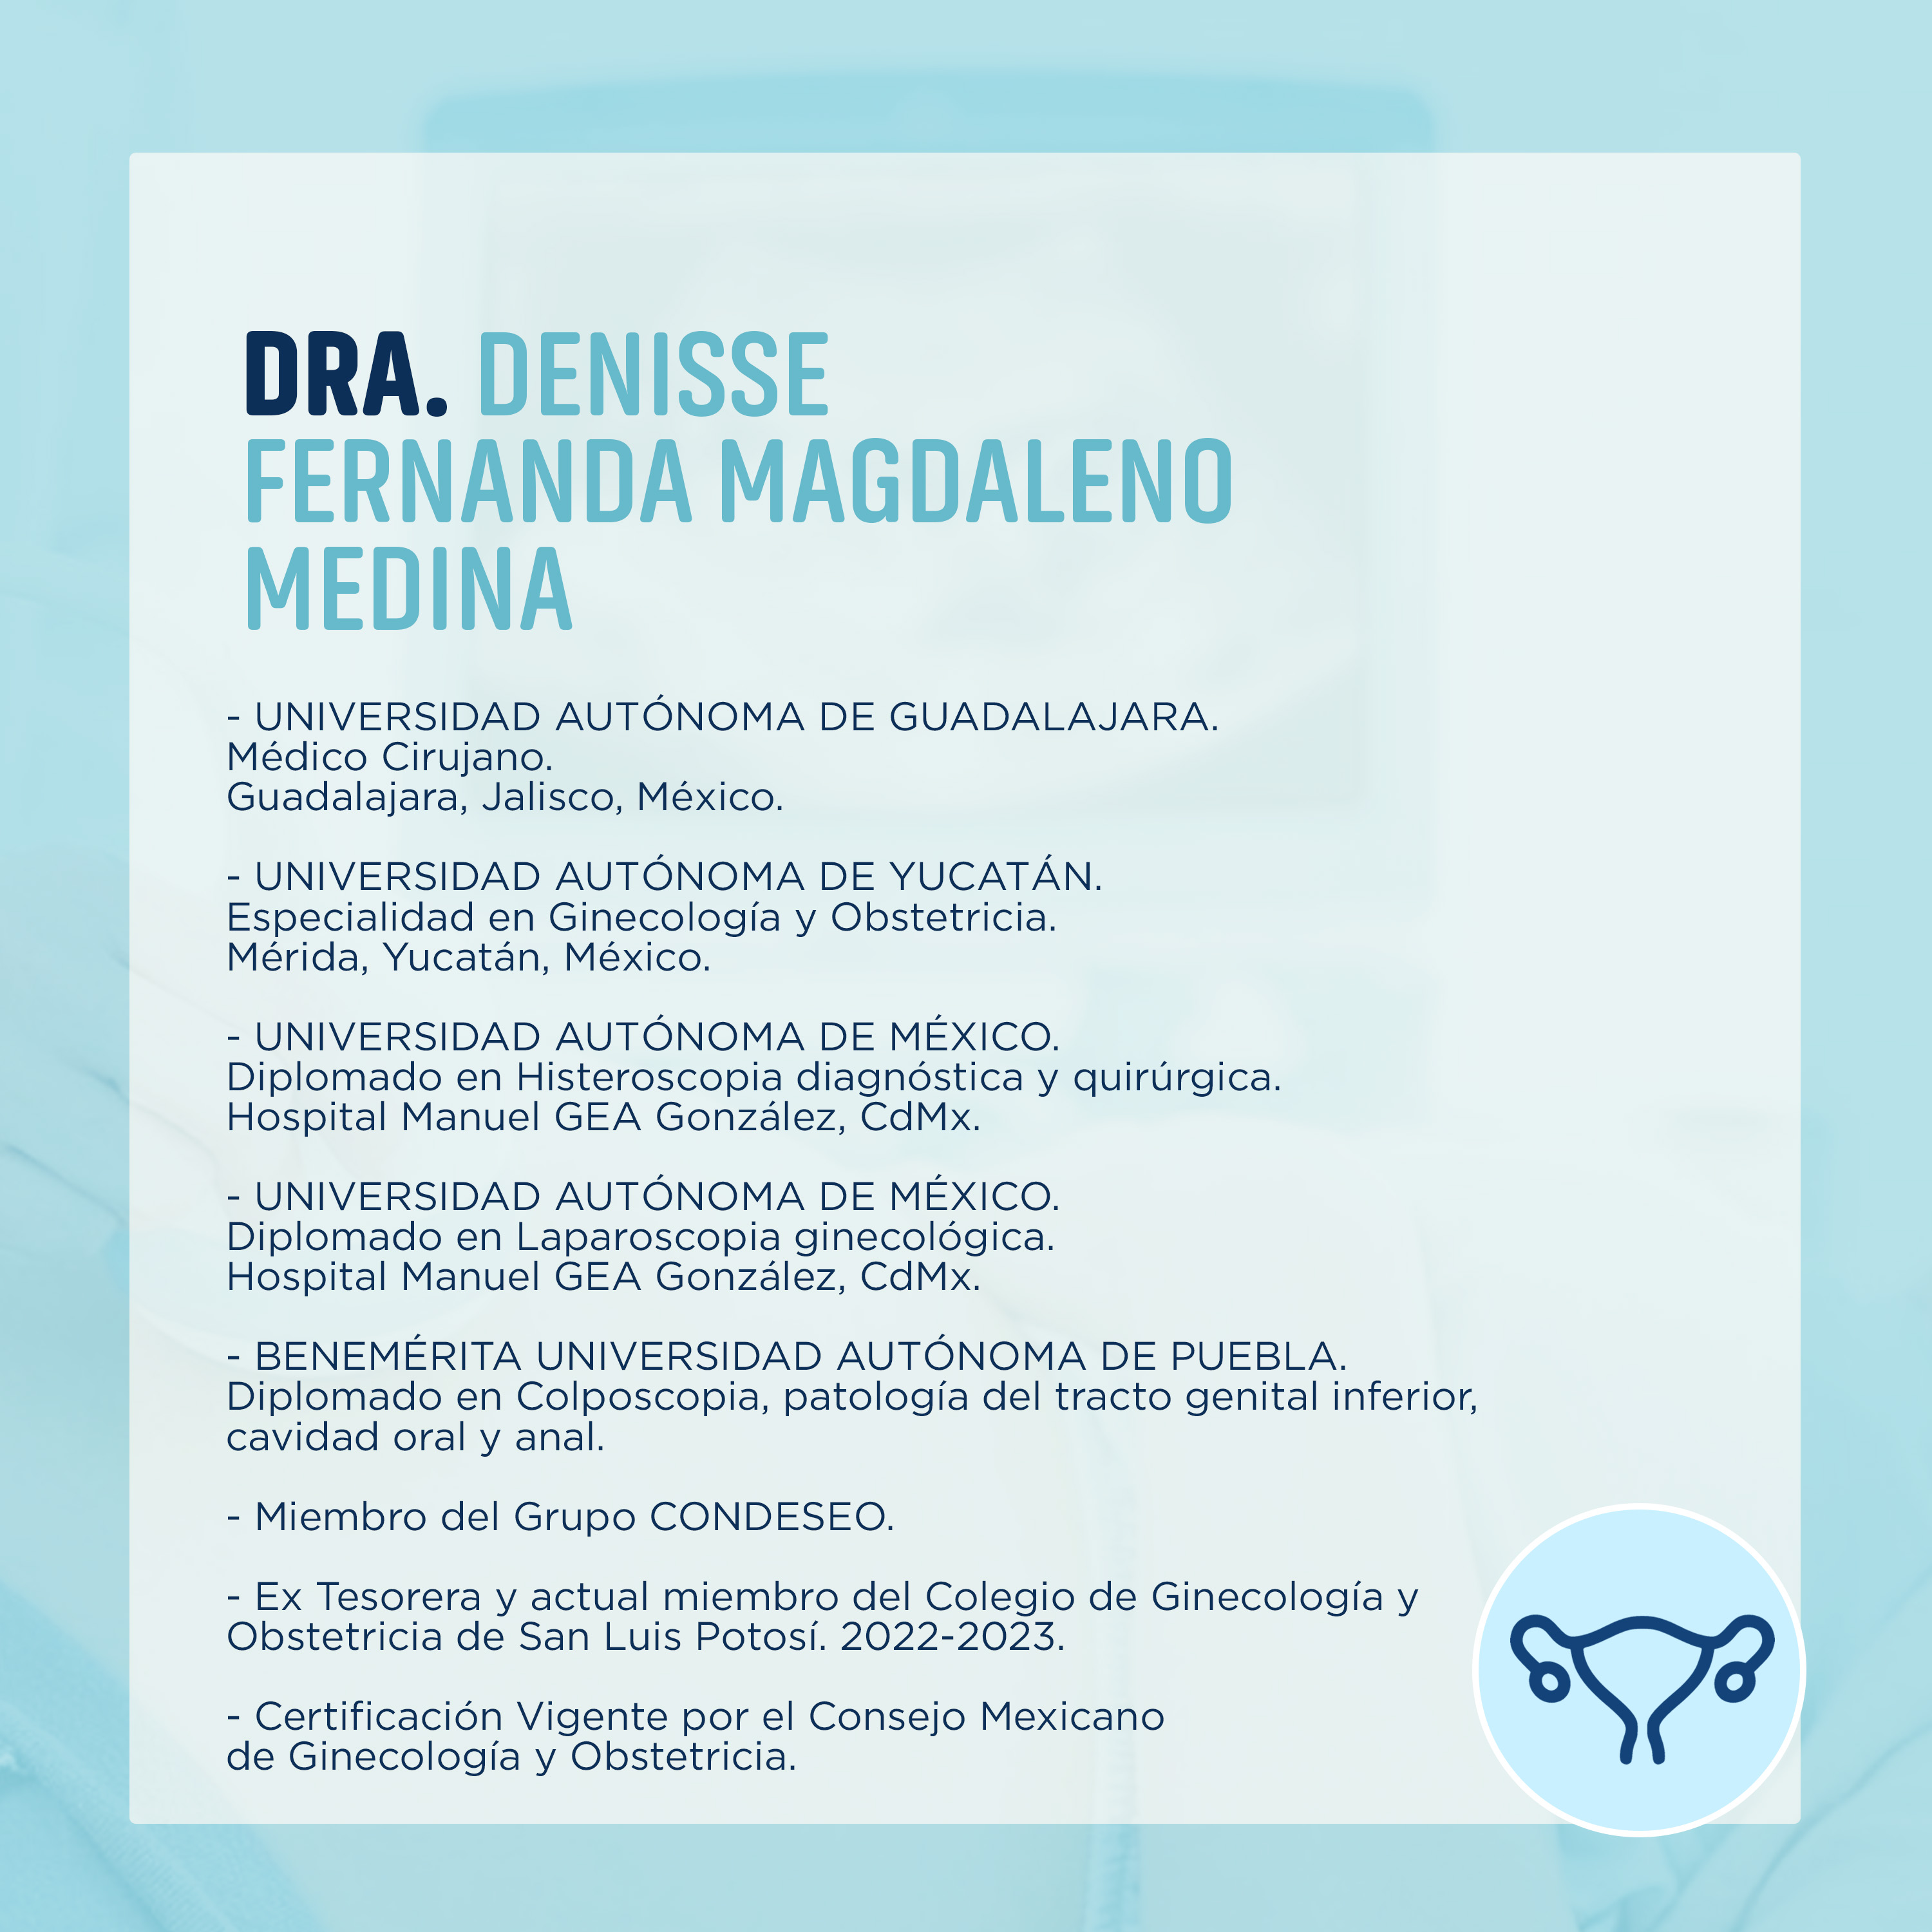 DRA. DENISSE
FERNANDA MAGDALENO
MEDINA
- UNIVERSIDAD AUTÓNOMA DE GUADALAJARA.
Médico Cirujano.
Guadalajara, Jalisco, México.
- UNIVERSIDAD AUTÓNOMA DE YUCATÁN.
Especialidad en Ginecología y Obstetricia.
Mérida, Yucatán, México.
- UNIVERSIDAD AUTÓNOMA DE MÉXICO.
Diplomado en Histeroscopia diagnóstica y quirúrgica.
Hospital Manuel GEA González, CdMx.
- UNIVERSIDAD AUTÓNOMA DE MÉXICO.
Diplomado en Laparoscopia ginecológica.
Hospital Manuel GEA González, CdMx.
- BENEMÉRITA UNIVERSIDAD AUTÓNOMA DE PUEBLA.
Diplomado en Colposcopia, patología del tracto genital inferior,
cavidad oral y anal.
- Miembro del Grupo CONDESEO.
- Ex Tesorera y actual miembro del Colegio de Ginecología y
Obstetricia de San Luis Potosí. 2022-2023.
- Certificación Vigente por el Consejo Mexicano
de Ginecología y Obstetricia.